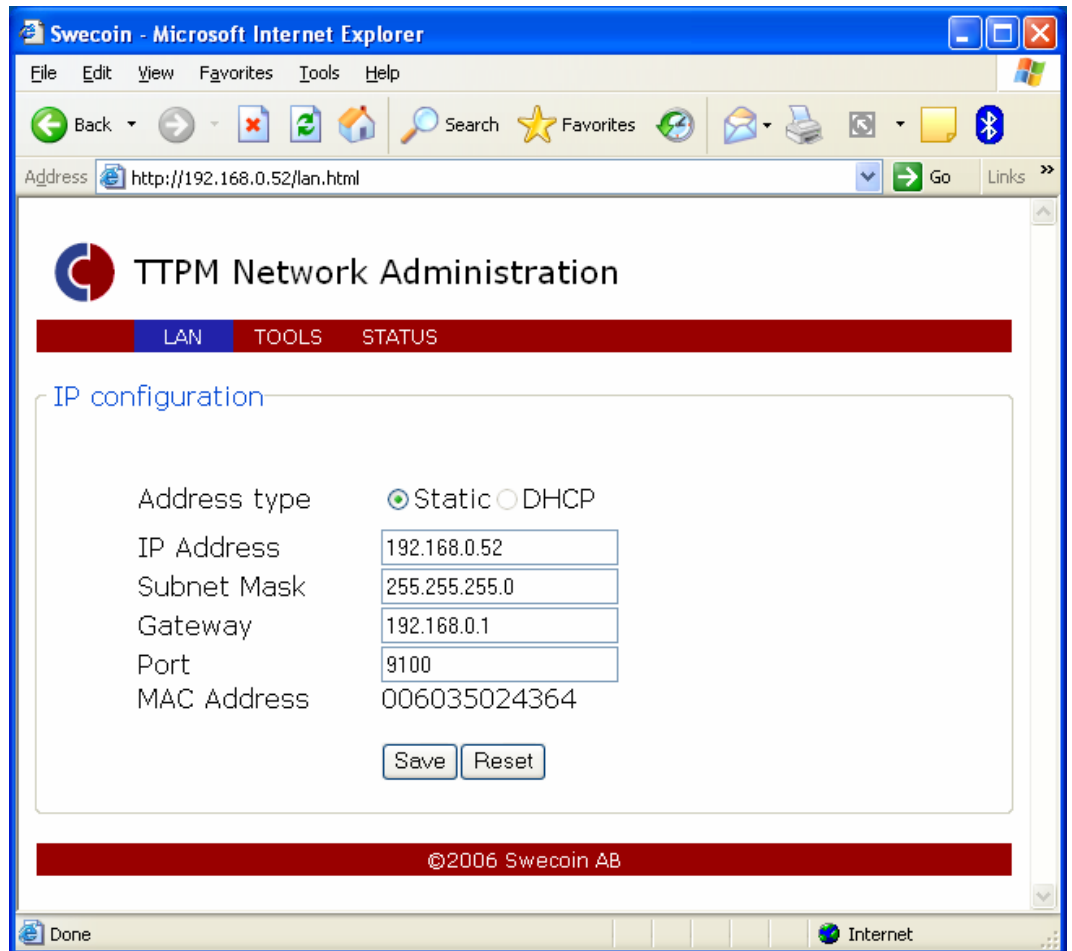 Swecoin - Microsoft Internet Explorer
File Edit View Favorites Tools Help
Back Search Favorites
Address http://192.168.0.52/lan.html Go Links »
TTPM Network Administration
LAN TOOLS STATUS
IP configuration
Address type Static DHCP
IP Address 192.168.0.52
Subnet Mask 255.255.255.0
Gateway 192.168.0.1
Port 9100
MAC Address 006035024364
Save Reset
©2006 Swecoin AB
Done Internet